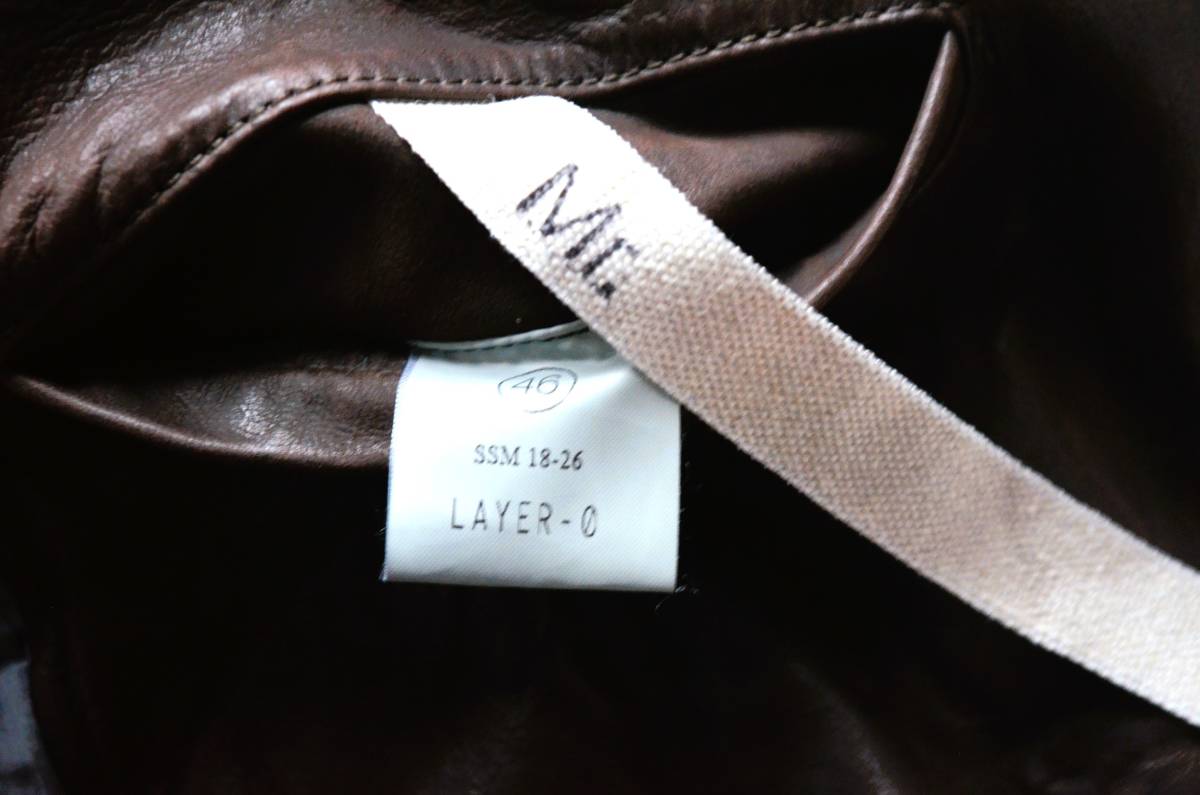 Mr.
46
SSM 18-26
LAYER-0